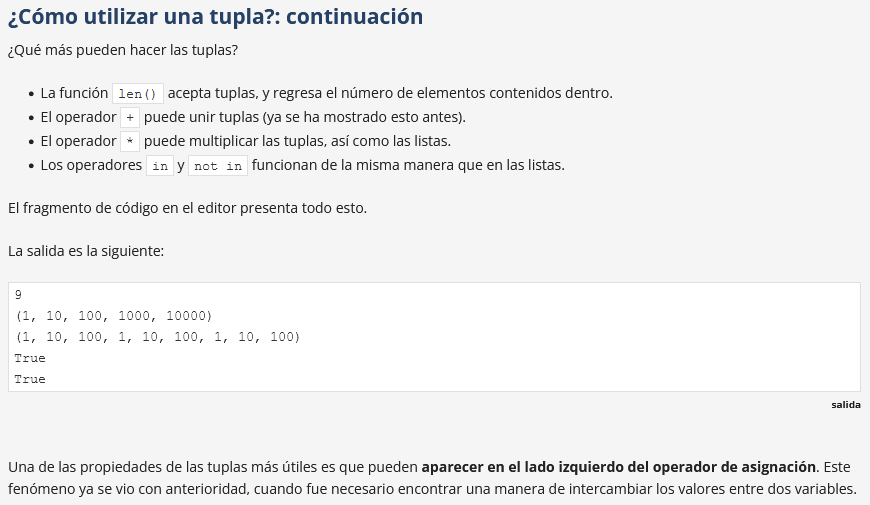 ¿Cómo utilizar una tupla?: continuación
¿Qué más pueden hacer las tuplas?
• La función len() acepta tuplas, y regresa el número de elementos contenidos dentro.
• El operador + puede unir tuplas (ya se ha mostrado esto antes).
• El operador * puede multiplicar las tuplas, así como las listas.
• Los operadores in y not in funcionan de la misma manera que en las listas.
El fragmento de código en el editor presenta todo esto.
La salida es la siguiente:
9
(1, 10, 100, 1000, 10000)
(1, 10, 100, 1, 10, 100, 1, 10, 100)
True
True
salida
Una de las propiedades de las tuplas más útiles es que pueden aparecer en el lado izquierdo del operador de asignación. Este
fenómeno ya se vio con anterioridad, cuando fue necesario encontrar una manera de intercambiar los valores entre dos variables.